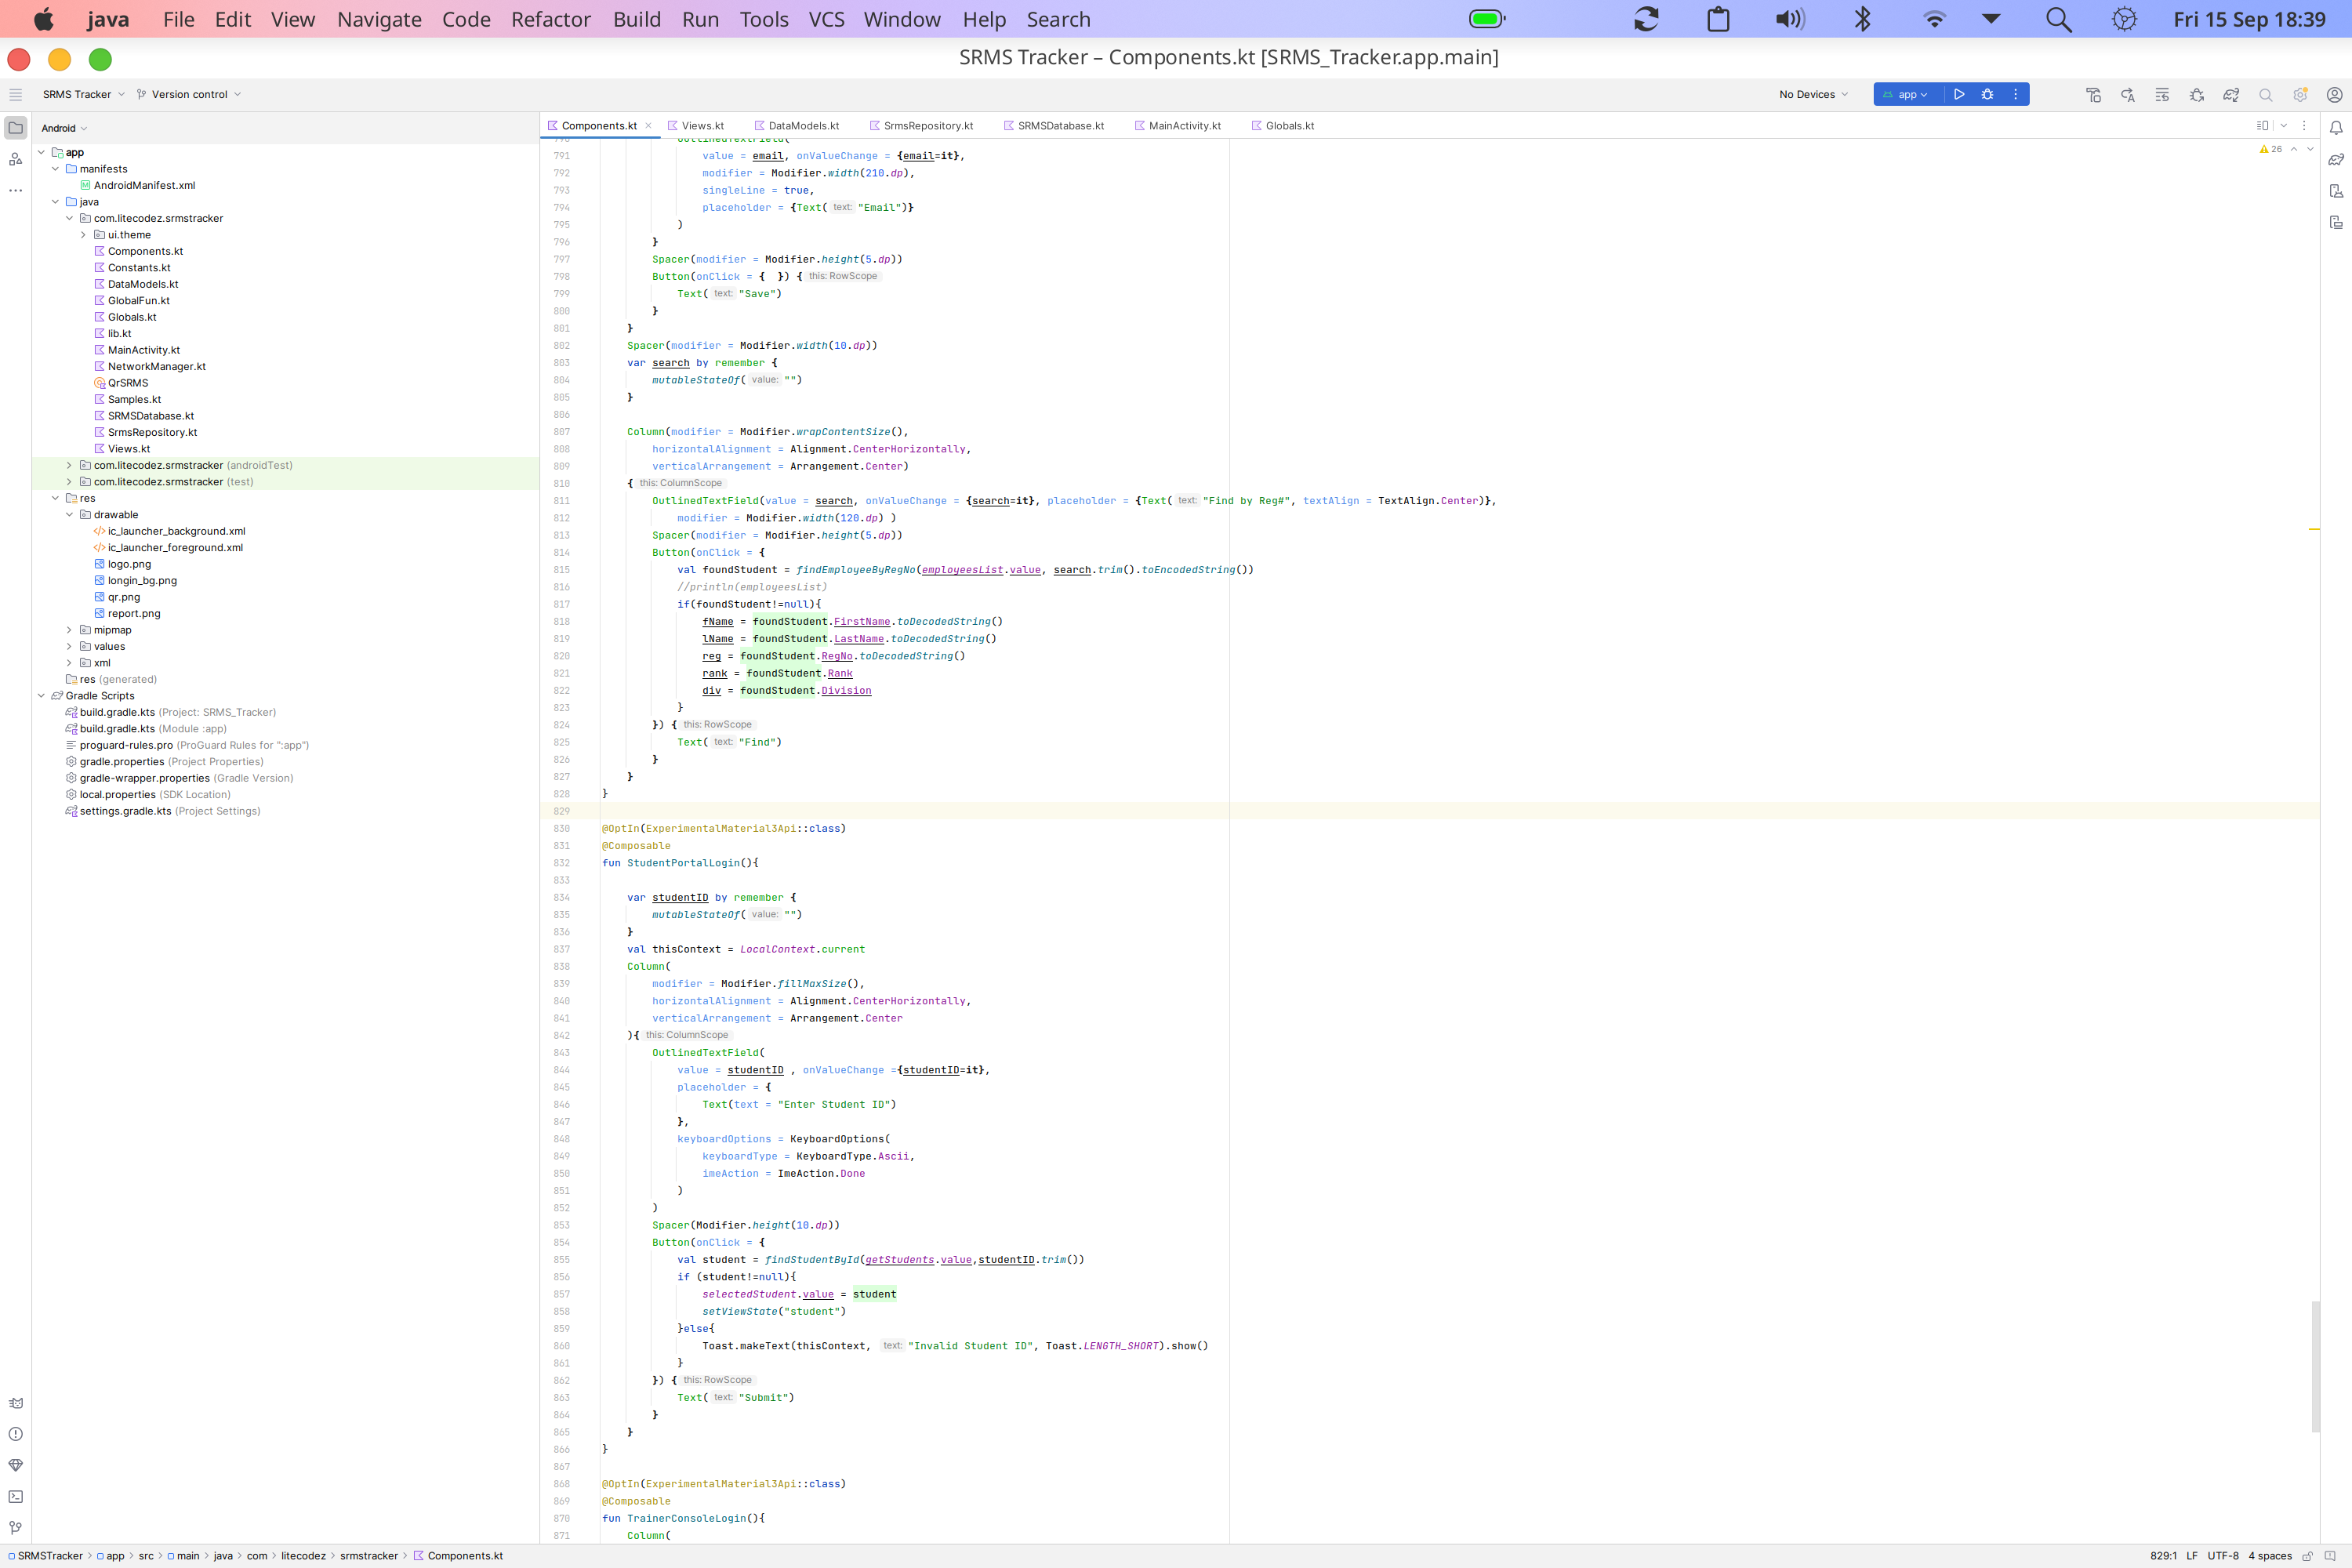 java File Edit View Navigate Code Refactor Build Run Tools VCS Window Help Search Fri 15 Sep 18:39
SRMS Tracker – Components.kt [SRMS_Tracker.app.main]
SRMS Tracker Version control No Devices app
Android
app
manifests
AndroidManifest.xml
java
com.litecodez.srmstracker
ui.theme
Components.kt
Constants.kt
DataModels.kt
GlobalFun.kt
Globals.kt
lib.kt
MainActivity.kt
NetworkManager.kt
QrSRMS
Samples.kt
SRMSDatabase.kt
SrmsRepository.kt
Views.kt
com.litecodez.srmstracker (androidTest)
com.litecodez.srmstracker (test)
res
drawable
ic_launcher_background.xml
ic_launcher_foreground.xml
logo.png
longin_bg.png
qr.png
report.png
mipmap
values
xml
res (generated)
Gradle Scripts
build.gradle.kts (Project: SRMS_Tracker)
build.gradle.kts (Module :app)
proguard-rules.pro (ProGuard Rules for ":app")
gradle.properties (Project Properties)
gradle-wrapper.properties (Gradle Version)
local.properties (SDK Location)
settings.gradle.kts (Project Settings)
Components.kt Views.kt DataModels.kt SrmsRepository.kt SRMSDatabase.kt MainActivity.kt Globals.kt
26
790 OutlinedTextField(
791 value = email, onValueChange = {email=it},
792 modifier = Modifier.width(210.dp),
793 singleLine = true,
794 placeholder = {Text( text: "Email")}
795 )
796 }
797 Spacer(modifier = Modifier.height(5.dp))
798 Button(onClick = { }) { this: RowScope
799 Text( text: "Save")
800 }
801 }
802 Spacer(modifier = Modifier.width(10.dp))
803 var search by remember {
804 mutableStateOf( value: "")
805 }
806
807 Column(modifier = Modifier.wrapContentSize(),
808 horizontalAlignment = Alignment.CenterHorizontally,
809 verticalArrangement = Arrangement.Center)
810 { this: ColumnScope
811 OutlinedTextField(value = search, onValueChange = {search=it}, placeholder = {Text( text: "Find by Reg#", textAlign = TextAlign.Center)},
812 modifier = Modifier.width(120.dp) )
813 Spacer(modifier = Modifier.height(5.dp))
814 Button(onClick = {
815 val foundStudent = findEmployeeByRegNo(employeesList.value, search.trim().toEncodedString())
816 //println(employeesList)
817 if(foundStudent!=null){
818 fName = foundStudent.FirstName.toDecodedString()
819 lName = foundStudent.LastName.toDecodedString()
820 reg = foundStudent.RegNo.toDecodedString()
821 rank = foundStudent.Rank
822 div = foundStudent.Division
823 }
824 }) { this: RowScope
825 Text( text: "Find")
826 }
827 }
828 }
829
830 @OptIn(ExperimentalMaterial3Api::class)
831 @Composable
832 fun StudentPortalLogin(){
833
834 var studentID by remember {
835 mutableStateOf( value: "")
836 }
837 val thisContext = LocalContext.current
838 Column(
839 modifier = Modifier.fillMaxSize(),
840 horizontalAlignment = Alignment.CenterHorizontally,
841 verticalArrangement = Arrangement.Center
842 ){ this: ColumnScope
843 OutlinedTextField(
844 value = studentID , onValueChange ={studentID=it},
845 placeholder = {
846 Text(text = "Enter Student ID")
847 },
848 keyboardOptions = KeyboardOptions(
849 keyboardType = KeyboardType.Ascii,
850 imeAction = ImeAction.Done
851 )
852 )
853 Spacer(Modifier.height(10.dp))
854 Button(onClick = {
855 val student = findStudentById(getStudents.value,studentID.trim())
856 if (student!=null){
857 selectedStudent.value = student
858 setViewState("student")
859 }else{
860 Toast.makeText(thisContext, text: "Invalid Student ID", Toast.LENGTH_SHORT).show()
861 }
862 }) { this: RowScope
863 Text( text: "Submit")
864 }
865 }
866 }
867
868 @OptIn(ExperimentalMaterial3Api::class)
869 @Composable
870 fun TrainerConsoleLogin(){
871 Column(
SRMSTracker > app > src > main > java > com > litecodez > srmstracker > Components.kt 829:1 LF UTF-8 4 spaces